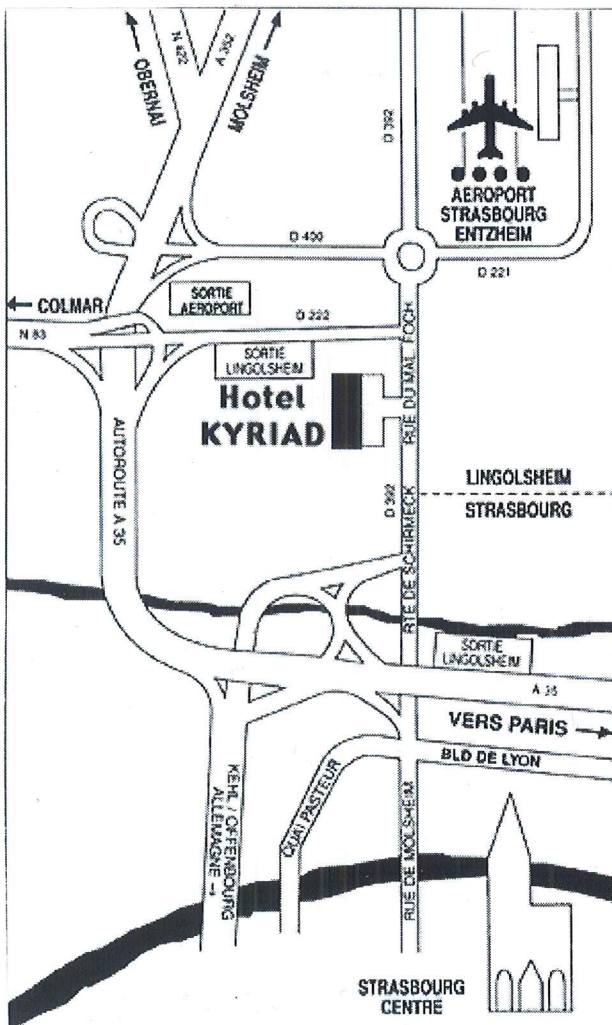 OBERNAI
N 422
A 352
MOLSHEIM
D 392
AEROPORT
STRASBOURG
ENTZHEIM
D 400
D 221
COLMAR
SORTIE
AEROPORT
N 83
D 222
SORTIE
LINGOLSHEIM
Hotel
KYRIAD
RUE DU MAL. FOCH
AUTOROUTE A 35
D 392
LINGOLSHEIM
STRASBOURG
RTE DE SCHIRMECK
SORTIE
LINGOLSHEIM
A 35
VERS PARIS
BLD DE LYON
KEHL / OFFENBOURG
ALLEMAGNE
QUAI PASTEUR
RUE DE MOLSHEIM
STRASBOURG
CENTRE